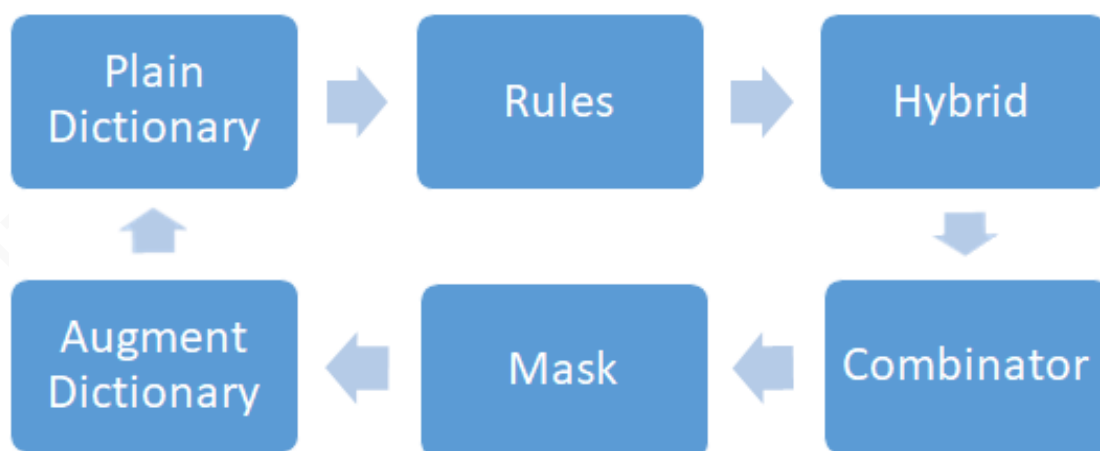 Plain
Dictionary
Rules
Hybrid
Augment
Dictionary
Mask
Combinator